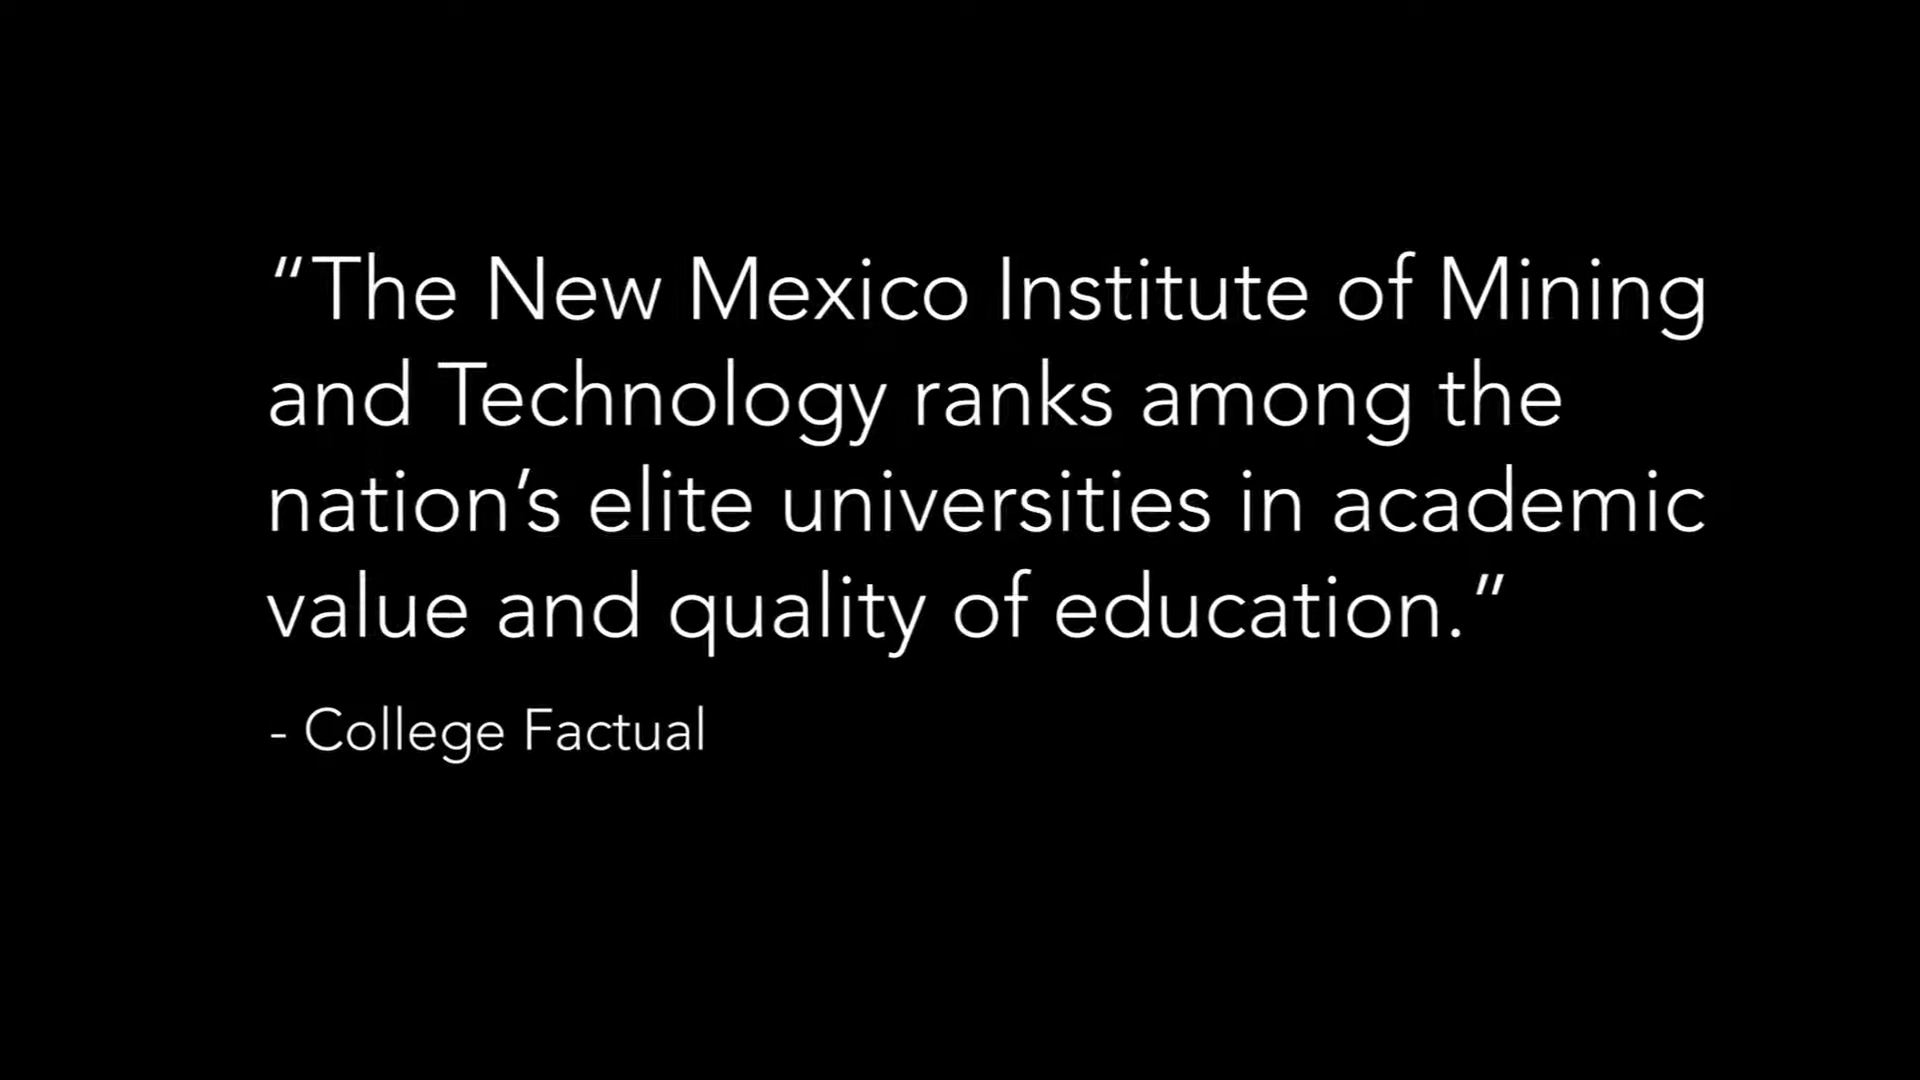 “The New Mexico Institute of Mining
and Technology ranks among the
nation’s elite universities in academic
value and quality of education.”
- College Factual